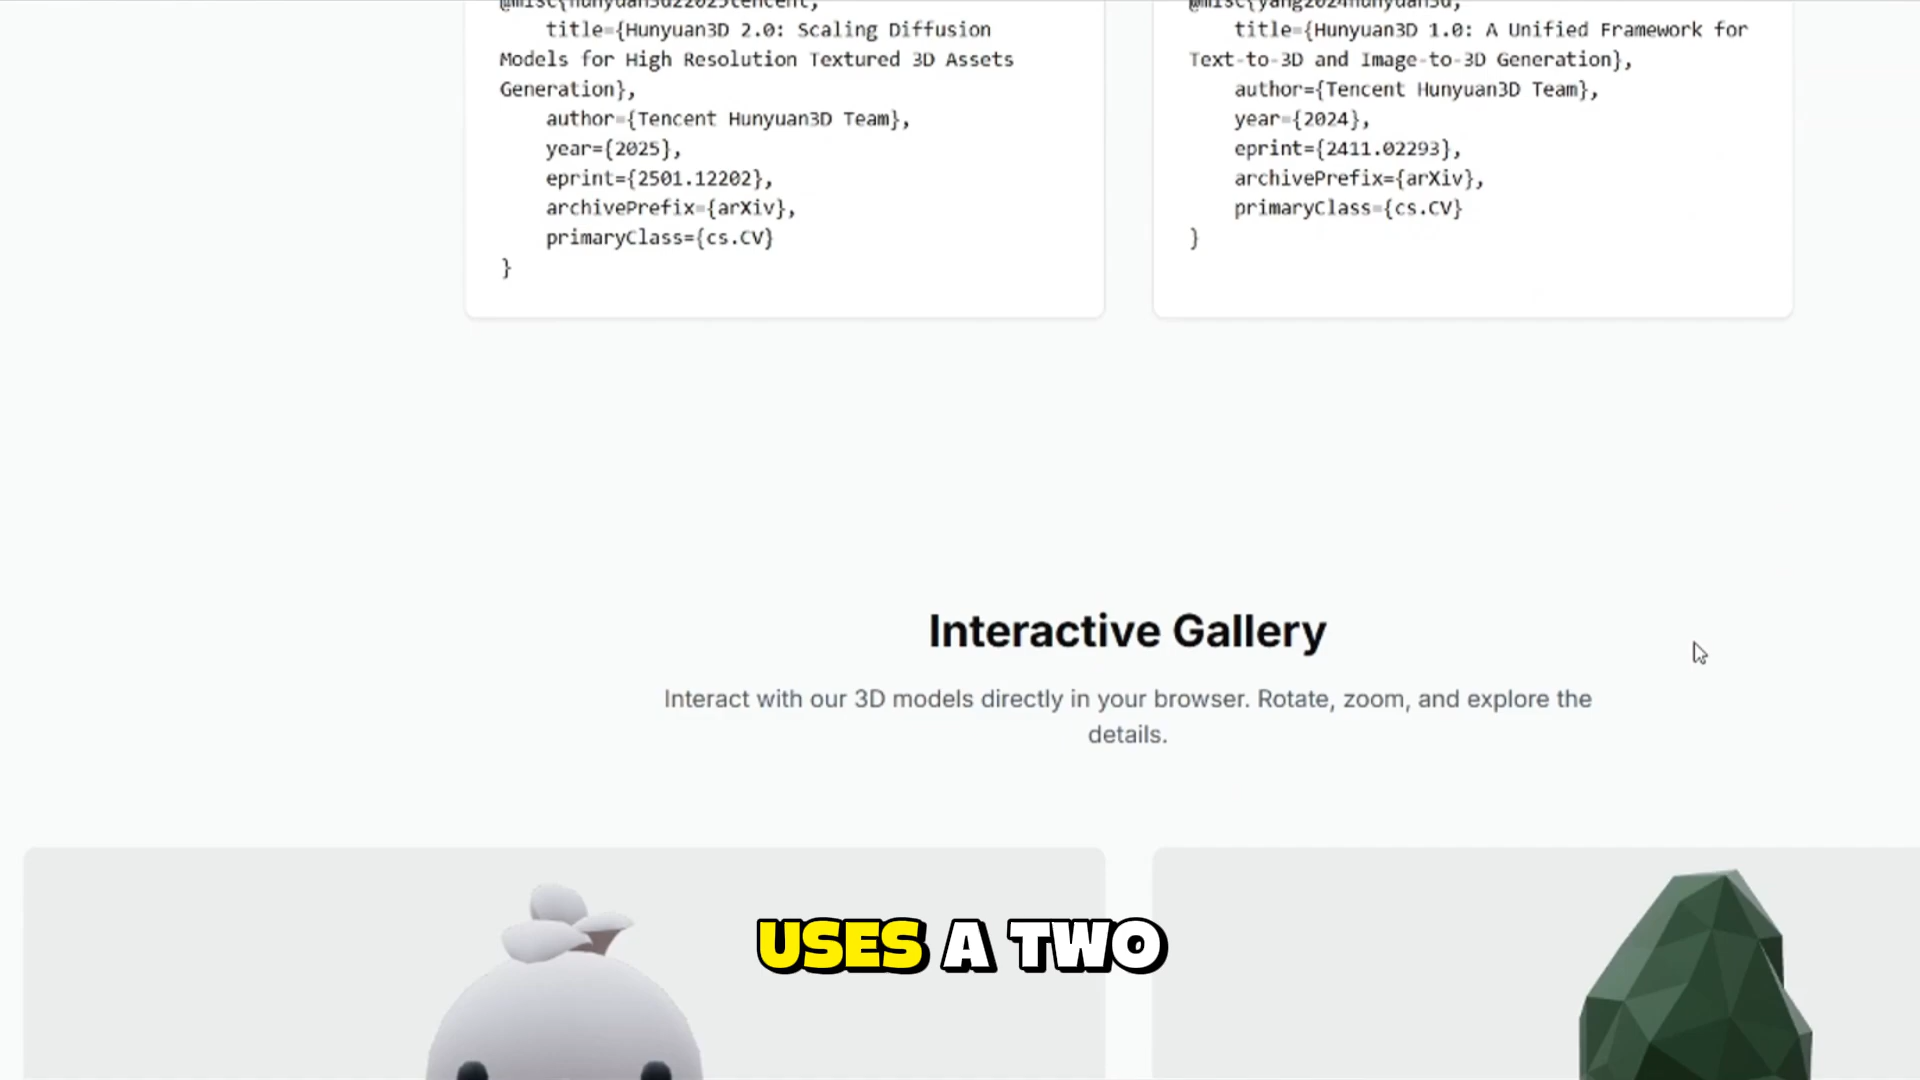 @misc{hunyuan3d22025tencent,
title={Hunyuan3D 2.0: Scaling Diffusion
Models for High Resolution Textured 3D Assets
Generation},
author={Tencent Hunyuan3D Team},
year={2025},
eprint={2501.12202},
archivePrefix={arXiv},
primaryClass={cs.CV}
}
@misc{yang2024hunyuan3d,
title={Hunyuan3D 1.0: A Unified Framework for
Text-to-3D and Image-to-3D Generation},
author={Tencent Hunyuan3D Team},
year={2024},
eprint={2411.02293},
archivePrefix={arXiv},
primaryClass={cs.CV}
}
Interactive Gallery
Interact with our 3D models directly in your browser. Rotate, zoom, and explore the
details.
USES A TWO